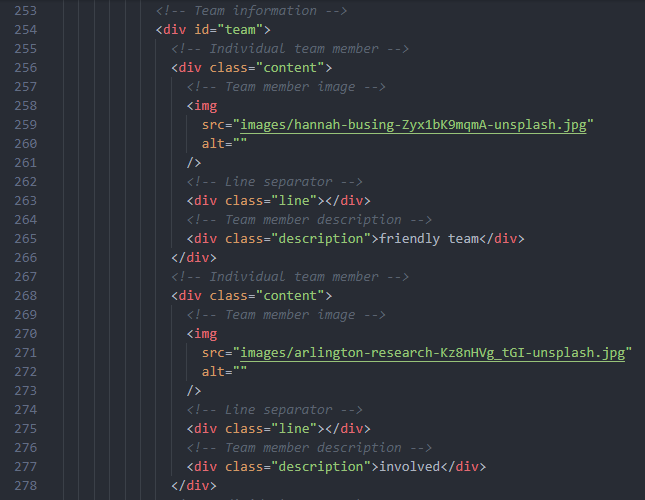 253 <!-- Team information -->
254 <div id="team">
255 <!-- Individual team member -->
256 <div class="content">
257 <!-- Team member image -->
258 <img
259 src="images/hannah-busing-Zyx1bK9mqmA-unsplash.jpg"
260 alt=""
261 />
262 <!-- Line separator -->
263 <div class="line"></div>
264 <!-- Team member description -->
265 <div class="description">friendly team</div>
266 </div>
267 <!-- Individual team member -->
268 <div class="content">
269 <!-- Team member image -->
270 <img
271 src="images/arlington-research-Kz8nHVg_tGI-unsplash.jpg"
272 alt=""
273 />
274 <!-- Line separator -->
275 <div class="line"></div>
276 <!-- Team member description -->
277 <div class="description">involved</div>
278 </div>